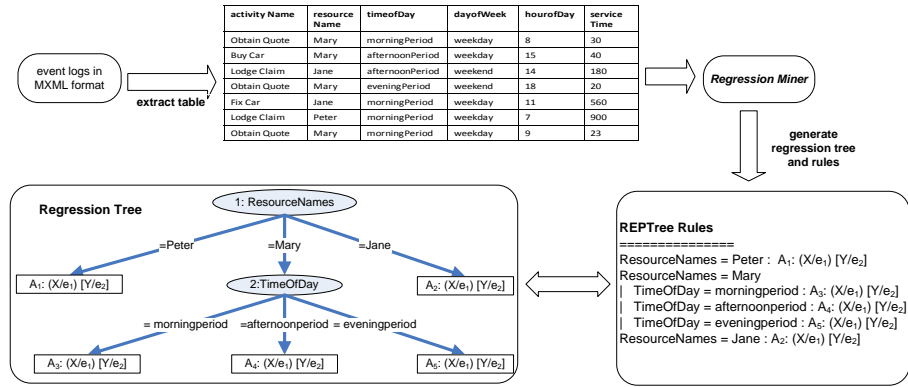 activity Name resource Name timeofDay dayofWeek hourofDay service Time
Obtain Quote Mary morningPeriod weekday 8 30
Buy Car Mary afternoonPeriod weekday 15 40
Lodge Claim Jane afternoonPeriod weekend 14 180
Obtain Quote Mary eveningPeriod weekend 18 20
Fix Car Jane morningPeriod weekday 11 560
Lodge Claim Peter morningPeriod weekday 7 900
Obtain Quote Mary morningPeriod weekday 9 23
event logs in
MXML format
extract table
Regression Miner
generate
regression tree
and rules
Regression Tree
1: ResourceNames
=Peter
=Mary
=Jane
A₁: (X/e₁) [Y/e₂]
2:TimeOfDay
A₂: (X/e₁) [Y/e₂]
= morningperiod
=afternoonperiod
= eveningperiod
A₃: (X/e₁) [Y/e₂]
A₄: (X/e₁) [Y/e₂]
A₅: (X/e₁) [Y/e₂]
REPTree Rules
===============
ResourceNames = Peter : A₁: (X/e₁) [Y/e₂]
ResourceNames = Mary
| TimeOfDay = morningperiod : A₃: (X/e₁) [Y/e₂]
| TimeOfDay = afternoonperiod : A₄: (X/e₁) [Y/e₂]
| TimeOfDay = eveningperiod : A₅: (X/e₁) [Y/e₂]
ResourceNames = Jane : A₂: (X/e₁) [Y/e₂]